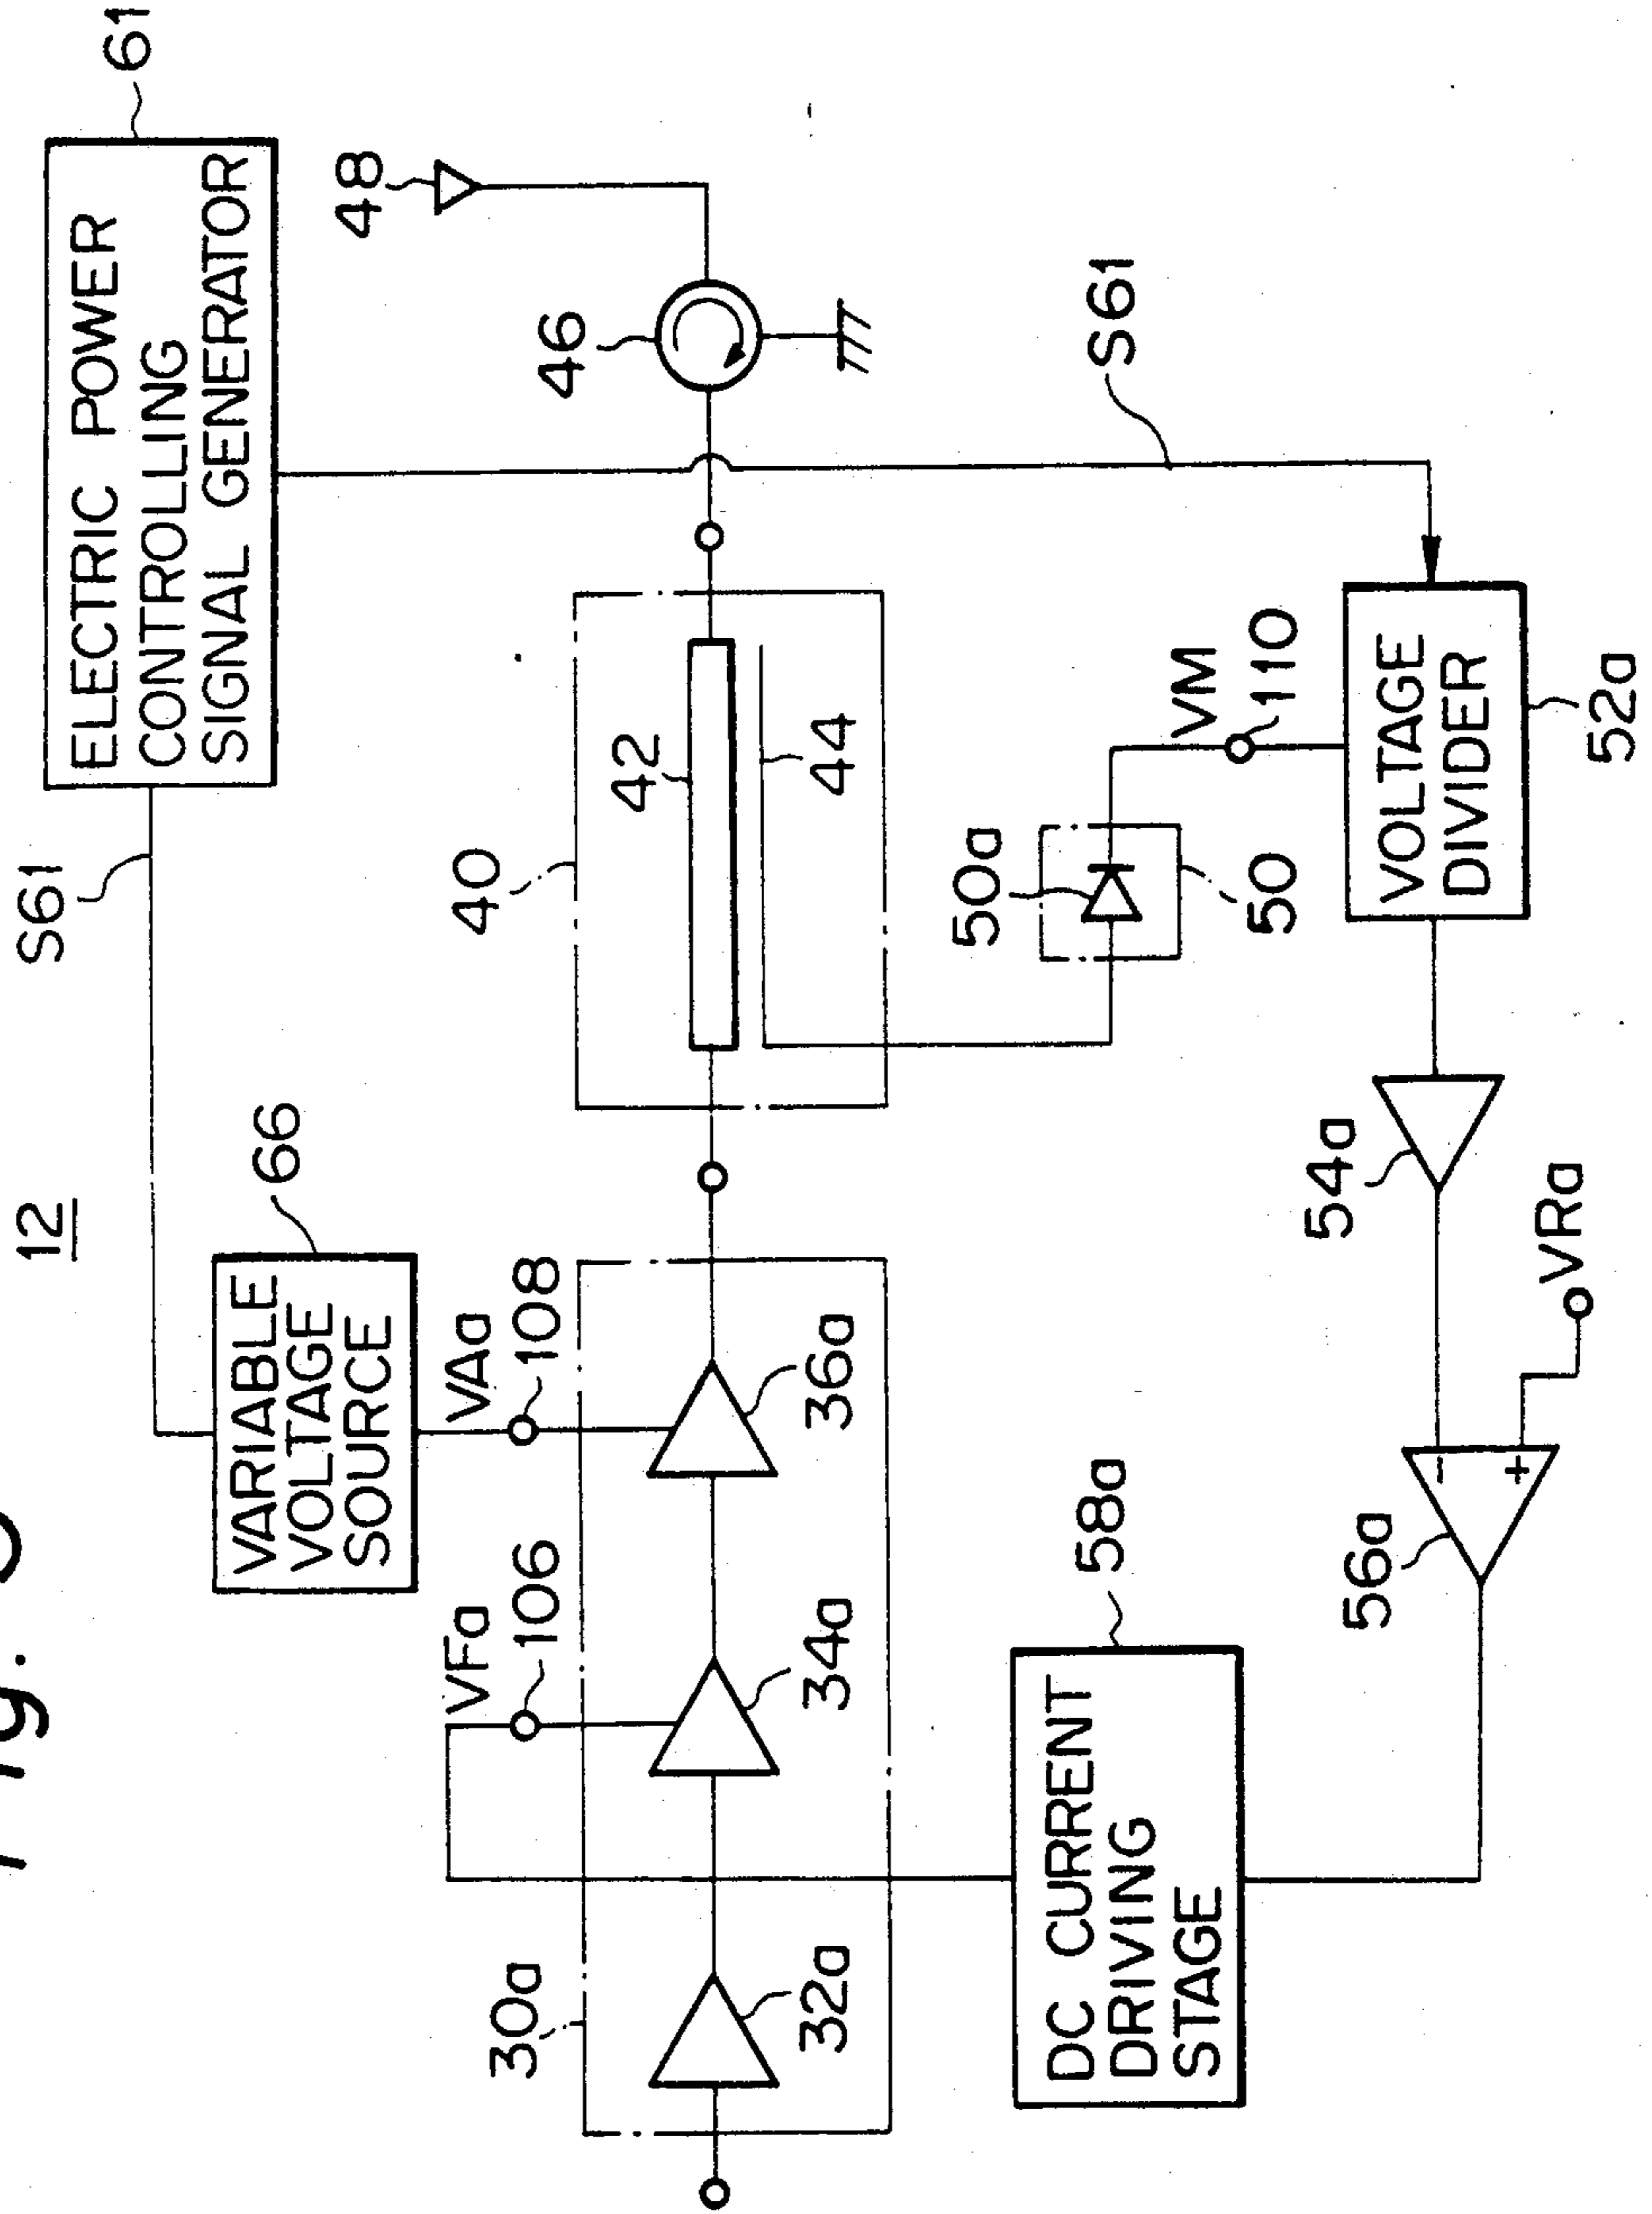 12
S61
ELECTRIC POWER
CONTROLLING
SIGNAL GENERATOR
61
VARIABLE
VOLTAGE
SOURCE
66
VFa
106
VAa
108
30a
32a
34a
36a
40
42
44
46
48
S61
50a
50
VM
110
DC CURRENT
DRIVING
STAGE
58a
56a
-
+
VRa
54a
VOLTAGE
DIVIDER
52a